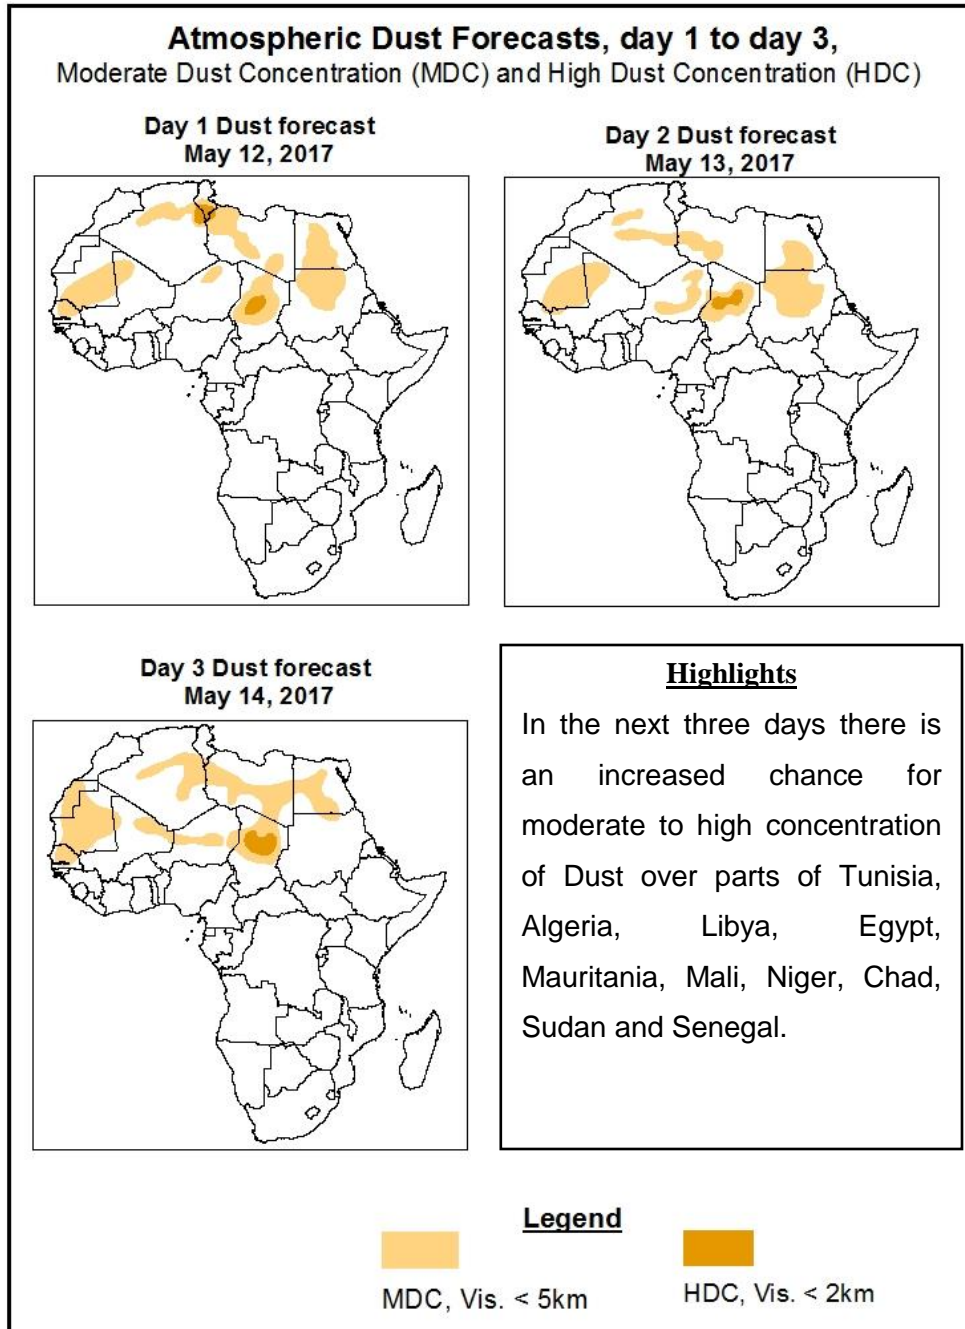 Atmospheric Dust Forecasts, day 1 to day 3,
Moderate Dust Concentration (MDC) and High Dust Concentration (HDC)
Day 1 Dust forecast
May 12, 2017
Day 2 Dust forecast
May 13, 2017
Day 3 Dust forecast
May 14, 2017
Highlights
In the next three days there is
an increased chance for
moderate to high concentration
of Dust over parts of Tunisia,
Algeria, Libya, Egypt,
Mauritania, Mali, Niger, Chad,
Sudan and Senegal.
Legend
MDC, Vis. < 5km
HDC, Vis. < 2km